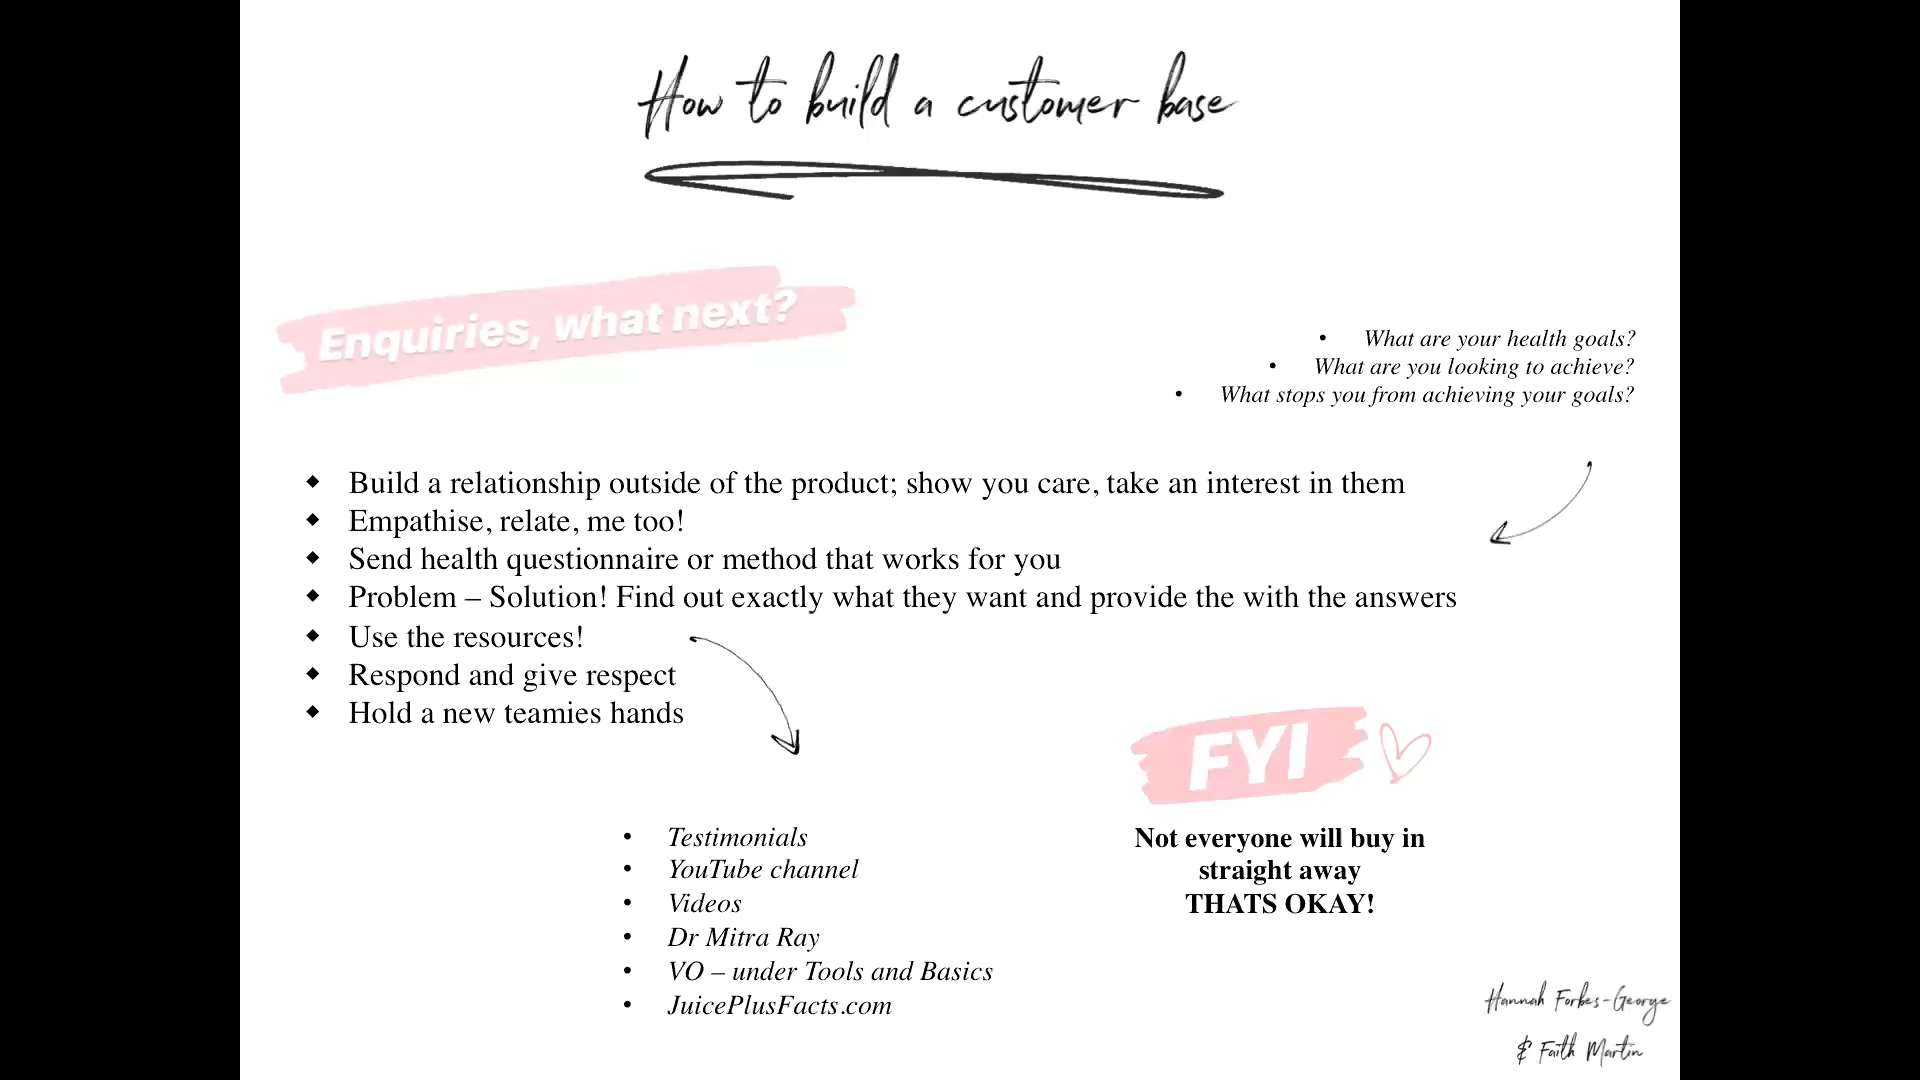 How to build a customer base
Enquiries, what next?
• What are your health goals?
• What are you looking to achieve?
• What stops you from achieving your goals?
◆ Build a relationship outside of the product; show you care, take an interest in them
◆ Empathise, relate, me too!
◆ Send health questionnaire or method that works for you
◆ Problem – Solution! Find out exactly what they want and provide the with the answers
◆ Use the resources!
◆ Respond and give respect
◆ Hold a new teamies hands
• Testimonials
• YouTube channel
• Videos
• Dr Mitra Ray
• VO – under Tools and Basics
• JuicePlusFacts.com
FYI
Not everyone will buy in
straight away
THATS OKAY!
Hannah Forbes-George
& Faith Martin